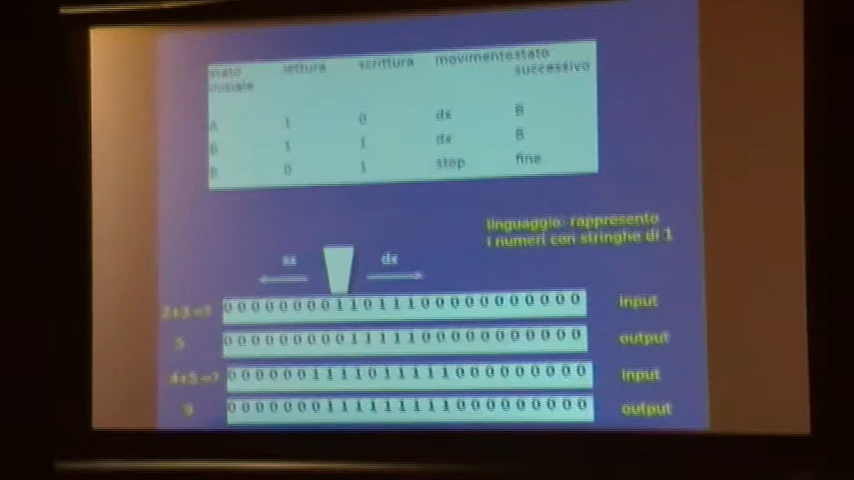 stato iniziale lettura scrittura movimento stato successivo
A 1 0 dx B
B 1 1 dx B
B 0 1 stop fine
linguaggio: rappresento
i numeri con stringhe di 1
sx dx
2+3=? 0 0 0 0 0 0 0 0 1 1 0 1 1 1 0 0 0 0 0 0 0 0 0 0 0 input
5 0 0 0 0 0 0 0 0 0 1 1 1 1 1 0 0 0 0 0 0 0 0 0 0 0 output
4+5=? 0 0 0 0 0 0 1 1 1 1 0 1 1 1 1 1 0 0 0 0 0 0 0 0 0 input
9 0 0 0 0 0 0 0 1 1 1 1 1 1 1 1 1 0 0 0 0 0 0 0 0 0 output